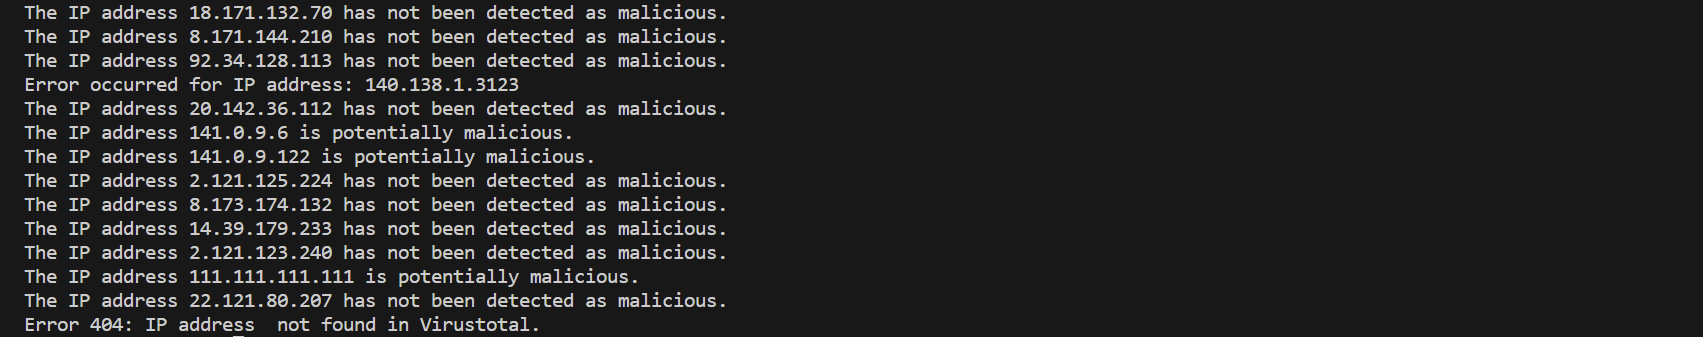 The IP address 18.171.132.70 has not been detected as malicious.
The IP address 8.171.144.210 has not been detected as malicious.
The IP address 92.34.128.113 has not been detected as malicious.
Error occurred for IP address: 140.138.1.3123
The IP address 20.142.36.112 has not been detected as malicious.
The IP address 141.0.9.6 is potentially malicious.
The IP address 141.0.9.122 is potentially malicious.
The IP address 2.121.125.224 has not been detected as malicious.
The IP address 8.173.174.132 has not been detected as malicious.
The IP address 14.39.179.233 has not been detected as malicious.
The IP address 2.121.123.240 has not been detected as malicious.
The IP address 111.111.111.111 is potentially malicious.
The IP address 22.121.80.207 has not been detected as malicious.
Error 404: IP address  not found in Virustotal.